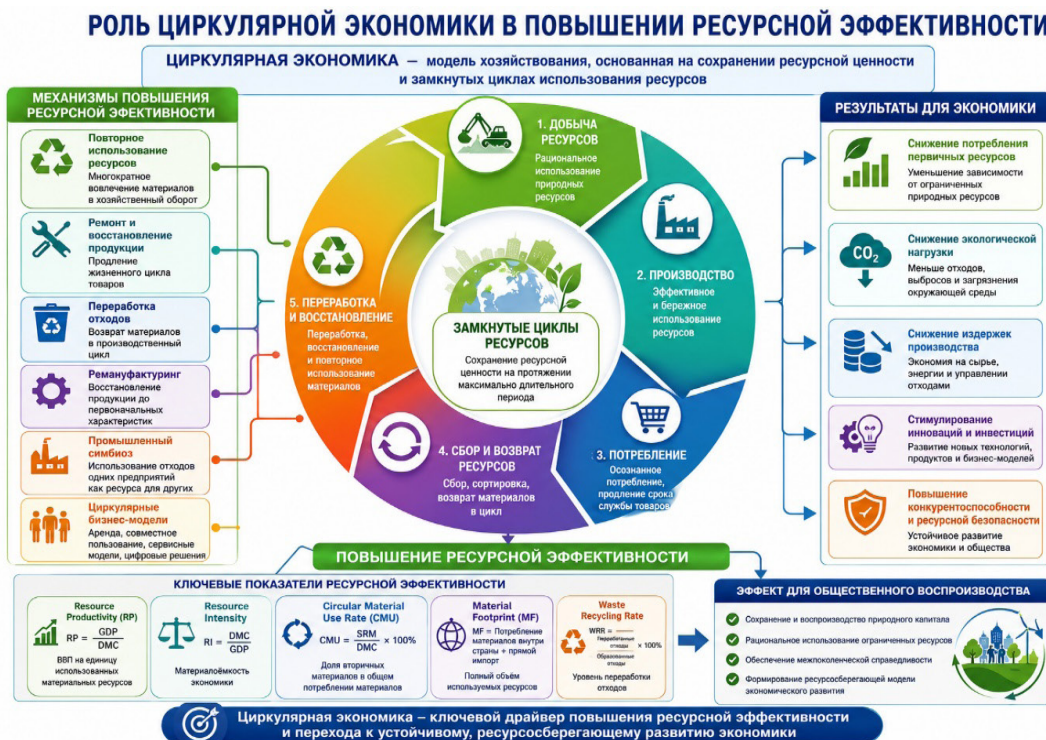 РОЛЬ ЦИРКУЛЯРНОЙ ЭКОНОМИКИ В ПОВЫШЕНИИ РЕСУРСНОЙ ЭФФЕКТИВНОСТИ
ЦИРКУЛЯРНАЯ ЭКОНОМИКА — модель хозяйствования, основанная на сохранении ресурсной ценности
и замкнутых циклах использования ресурсов
МЕХАНИЗМЫ ПОВЫШЕНИЯ
РЕСУРСНОЙ ЭФЕКТИВНОСТИ
Повторное
использование
ресурсов
Многократное
вовлечение материалов
в хозяйственный оборот
Ремонт и
восстановление
продукции
Продление
жизненного цикла
товаров
Переработка
отходов
Возврат материалов
в производственный
цикл
Ремануфактуринг
Восстановление
продукции до
первоначальных
характеристик
Промышленный
симбиоз
Использование отходов
одних предприятий
как ресурса для других
Циркулярные
бизнес-модели
Аренда, совместное
пользование, сервисные
модели, цифровые решения
1. ДОБЫЧА
РЕСУРСОВ
Рациональное
использование
природных
ресурсов
2. ПРОИЗВОДСТВО
Эффективное
и бережное
использование
ресурсов
3. ПОТРЕБЛЕНИЕ
Осознанное
потребление,
продление срока
службы товаров
4. СБОР И ВОЗВРАТ
РЕСУРСОВ
Сбор, сортировка,
возврат материалов
в цикл
5. ПЕРЕРАБОТКА
И ВОССТАНОВЛЕНИЕ
Переработка,
восстановление
и повторное
использование
материалов
ЗАМКНУТЫЕ ЦИКЛЫ
РЕСУРСОВ
Сохранение ресурсной
ценности на протяжении
максимально длительного
периода
РЕЗУЛЬТАТЫ ДЛЯ ЭКОНОМИКИ
Снижение потребления
первичных ресурсов
Уменьшение зависимости
от ограниченных
природных ресурсов
CO₂
Снижение экологической
нагрузки
Меньше отходов,
выбросов и загрязнения
окружающей среды
Снижение издержек
производства
Экономия на сырье,
энергии и управлении
отходами
Стимулирование
инноваций и инвестиций
Развитие новых технологий,
продуктов и бизнес-моделей
Повышение
конкурентоспособности
и ресурсной безопасности
Устойчивое развитие
экономики и общества
ПОВЫШЕНИЕ РЕСУРСНОЙ ЭФФЕКТИВНОСТИ
КЛЮЧЕВЫЕ ПОКАЗАТЕЛИ РЕСУРСНОЙ ЭФФЕКТИВНОСТИ
Resource
Productivity (RP)
RP = GDP / DMC
ВВП на единицу
использованных
материальных ресурсов
Resource
Intensity
RI = DMC / GDP
Материалоёмкость
экономики
Circular Material
Use Rate (CMU)
CMU = SRM / DMC × 100%
Доля вторичных
материалов в общем
потреблении материалов
Material
Footprint (MF)
MF = Потребление
материалов внутри
страны + прямой
импорт
Полный объём
используемых ресурсов
Waste
Recycling Rate
WRR =
отходы
Образованные
отходы
× 100%
Уровень переработки
отходов
ЭФФЕКТ ДЛЯ ОБЩЕСТВЕННОГО ВОСПРОИЗВОДСТВА
Сохранение и воспроизводство природного капитала
Рациональное использование ограниченных ресурсов
Обеспечение межпоколенческой справедливости
Формирование ресурсосберегающей модели
экономического развития
Циркулярная экономика – ключевой драйвер повышения ресурсной эффективности
и перехода к устойчивому, ресурсосберегающему развитию экономики